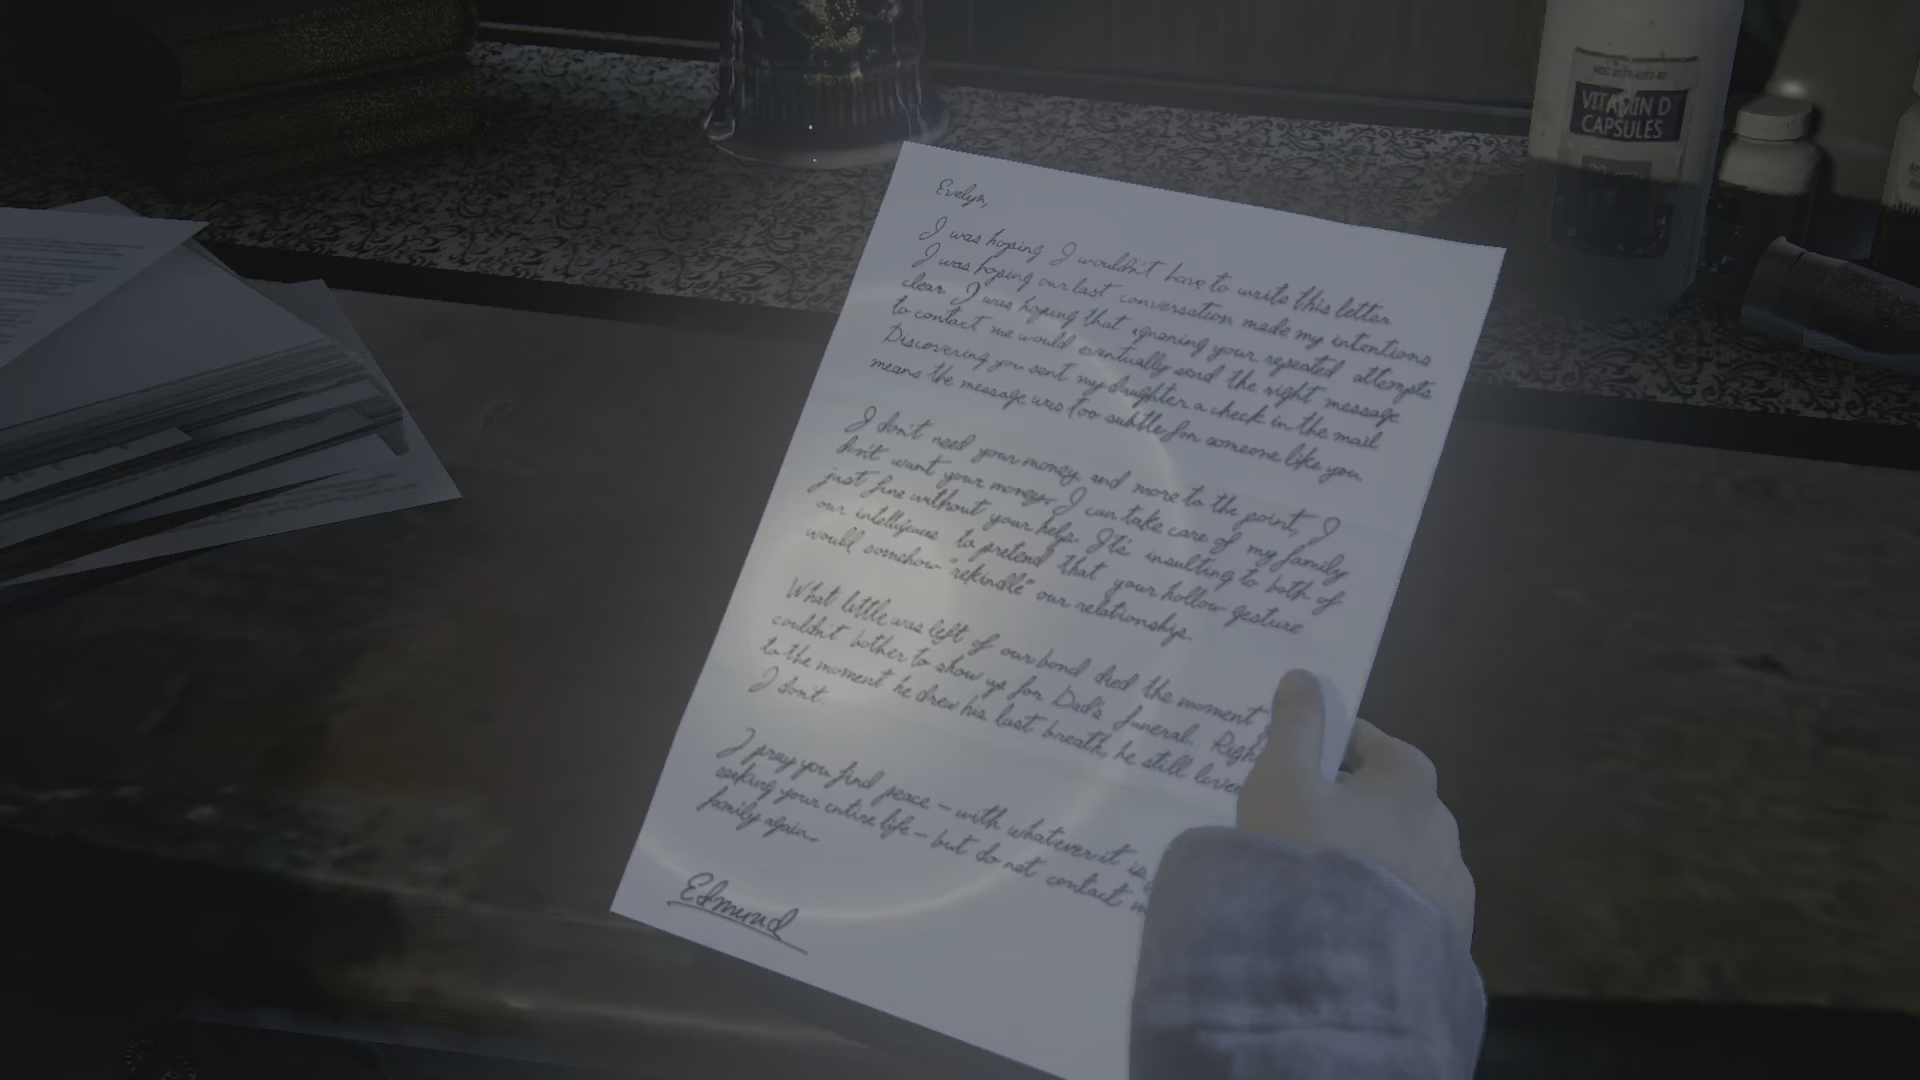 Evelyn,
I was hoping I wouldn't have to write this letter
I was hoping our last conversation made my intentions
clear. I was hoping that ignoring your repeated attempts
to contact me would eventually send the right message
Discovering you sent my daughter a check in the mail
means the message was too subtle for someone like you.
I don't need your money, and more to the point, I
don't want your money. I can take care of my family
just fine without your help. It's insulting to both of
our intelligences to pretend that your hollow gesture
would somehow "rekindle" our relationship.
What little was left of our bond died the moment
couldn't bother to show up for Dad's funeral. Right
to the moment he drew his last breath, he still loved
I don't.
I pray you find peace – with whatever it is
seeking your entire life – but do not contact
family again.
Edmund
VITAMIN D
CAPSULES